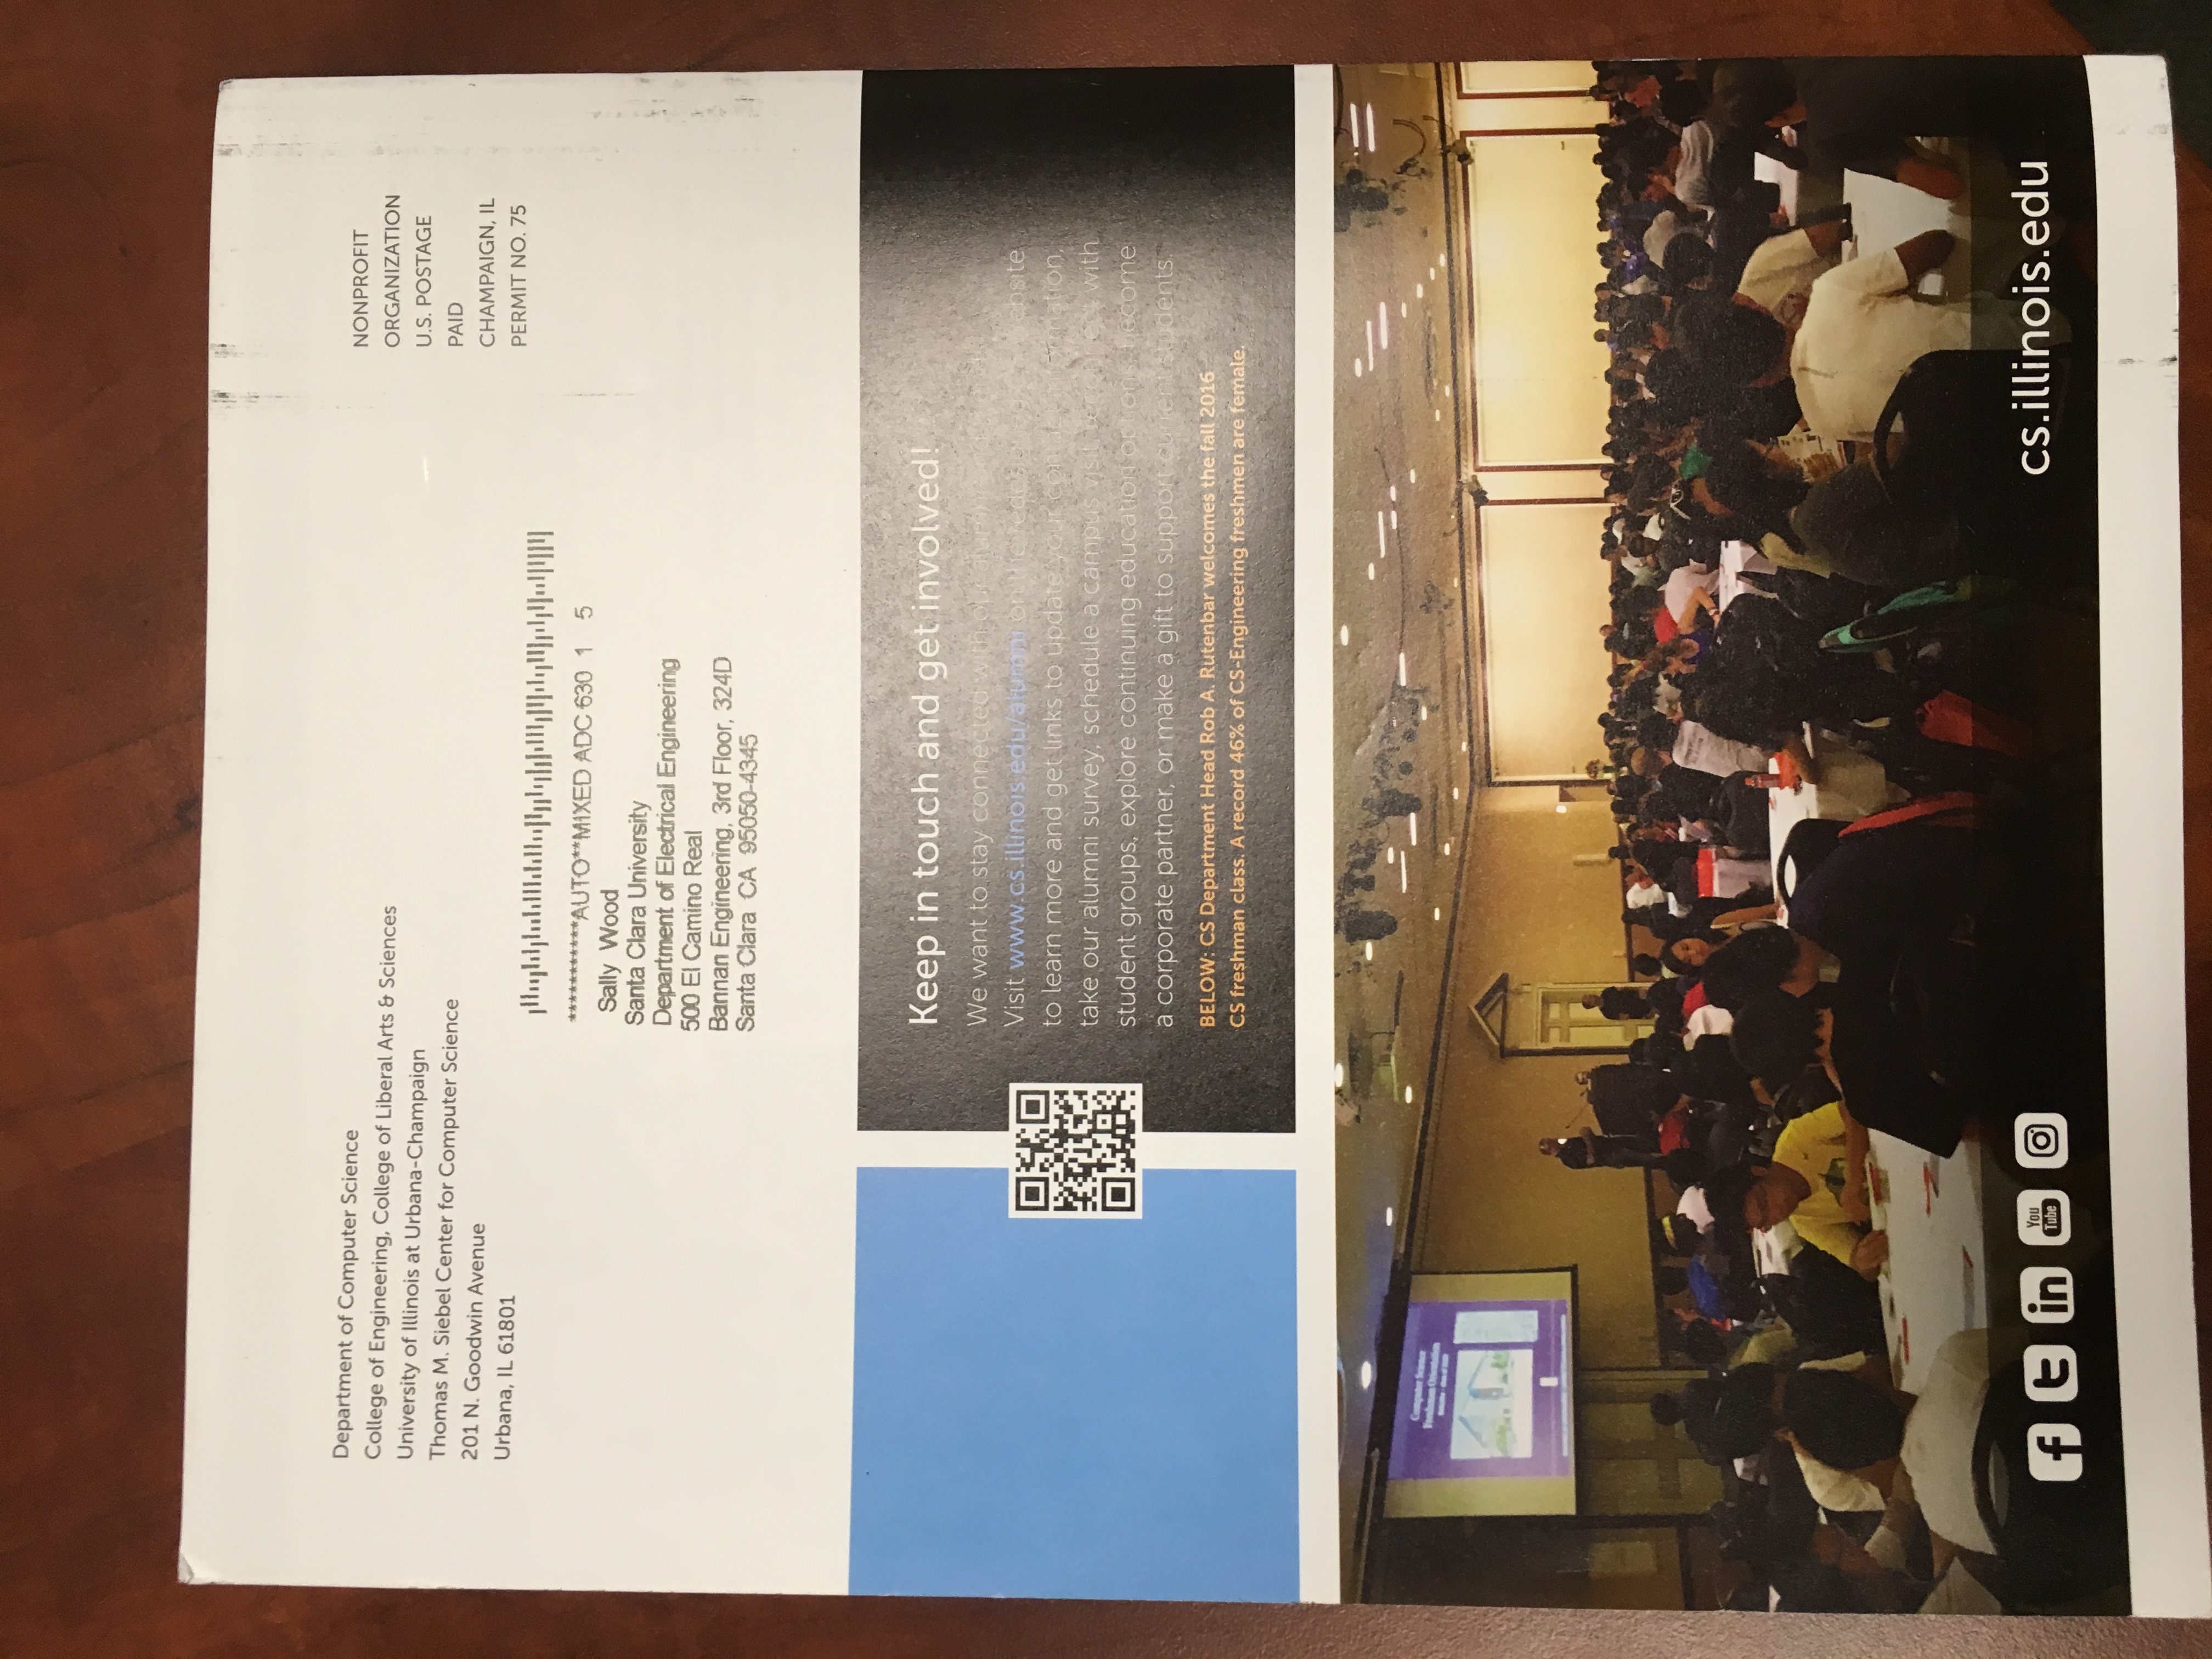 Department of Computer Science
College of Engineering, College of Liberal Arts & Sciences
University of Illinois at Urbana-Champaign
Thomas M. Siebel Center for Computer Science
201 N. Goodwin Avenue
Urbana, IL 61801
NONPROFIT
ORGANIZATION
U.S. POSTAGE
PAID
CHAMPAIGN, IL
PERMIT NO. 75
***********AUTO**MIXED ADC 630 1 5
Sally Wood
Santa Clara University
Department of Electrical Engineering
500 El Camino Real
Bannan Engineering, 3rd Floor, 324D
Santa Clara CA 95050-4345
Keep in touch and get involved!
We want to stay connected with our alumni
Visit www.cs.illinois.edu/alumni on the redesigned website
to learn more and get links to update your contact information,
take our alumni survey, schedule a campus visit, with
student groups, explore continuing education options, become
a corporate partner, or make a gift to support current students.
BELOW: CS Department Head Rob A. Rutenbar welcomes the fall 2016
CS freshman class. A record 46% of CS-Engineering freshmen are female.
Computer Science
Freshman Orientation
You
Tube
cs.illinois.edu